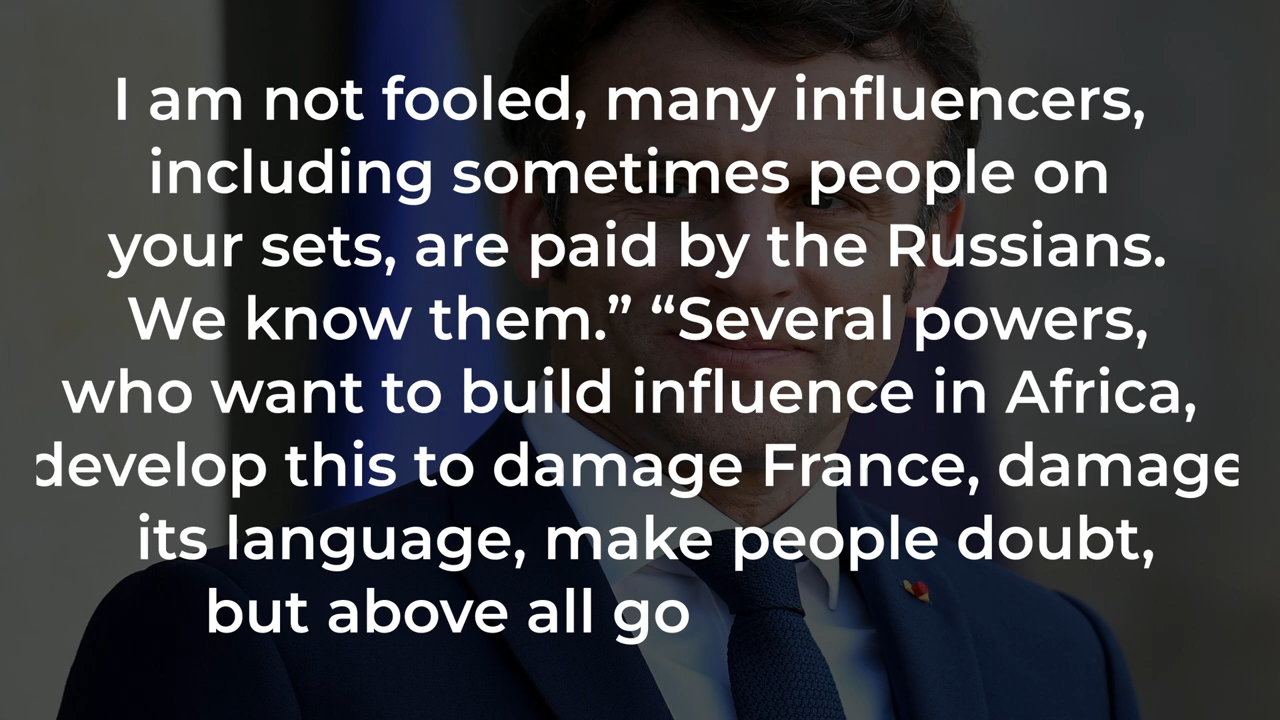 I am not fooled, many influencers,
including sometimes people on
your sets, are paid by the Russians.
We know them.” “Several powers,
who want to build influence in Africa,
develop this to damage France, damage
its language, make people doubt,
but above all go